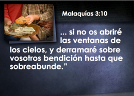 Malaquías 3:10
... si no os abriré
las ventanas de
los cielos, y derramaré sobre
vosotros bendición hasta que
sobreabunde."